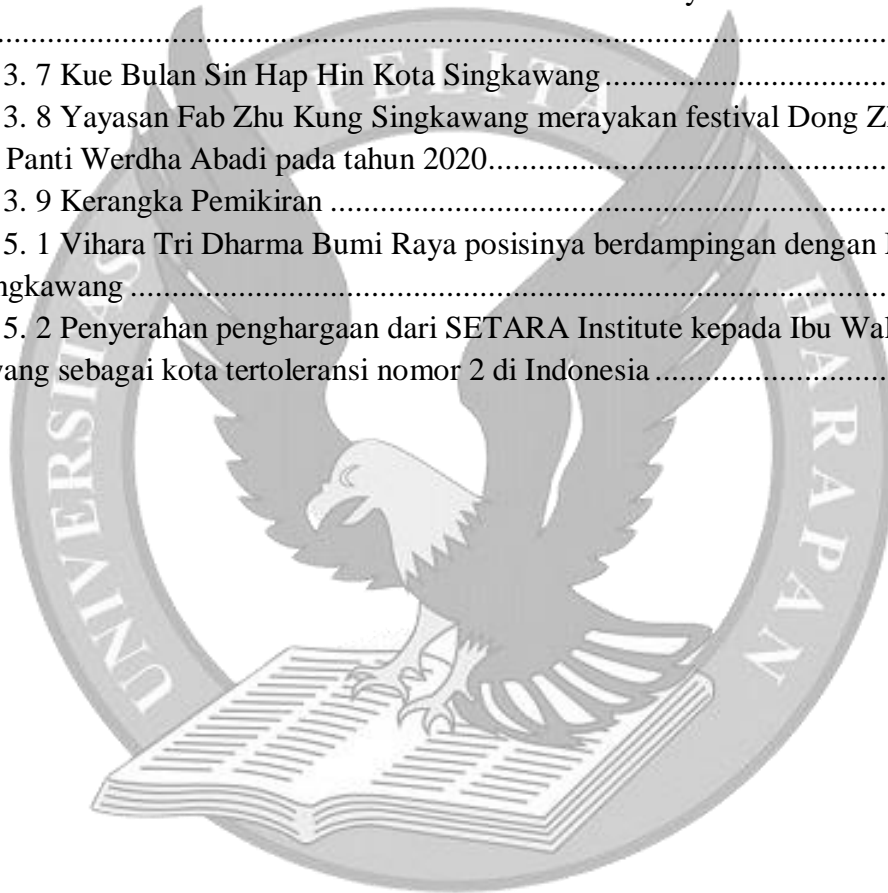 3. 7 Kue Bulan Sin Hap Hin Kota Singkawang ....................................
3. 8 Yayasan Fab Zhu Kung Singkawang merayakan festival Dong Z
Panti Werdha Abadi pada tahun 2020....................................................
3. 9 Kerangka Pemikiran .........................................................................
5. 1 Vihara Tri Dharma Bumi Raya posisinya berdampingan dengan
ngkawang ...............................................................................................
5. 2 Penyerahan penghargaan dari SETARA Institute kepada Ibu Wal
yang sebagai kota tertoleransi nomor 2 di Indonesia ..............................
UNIVERSITAS PELITA HARAPAN